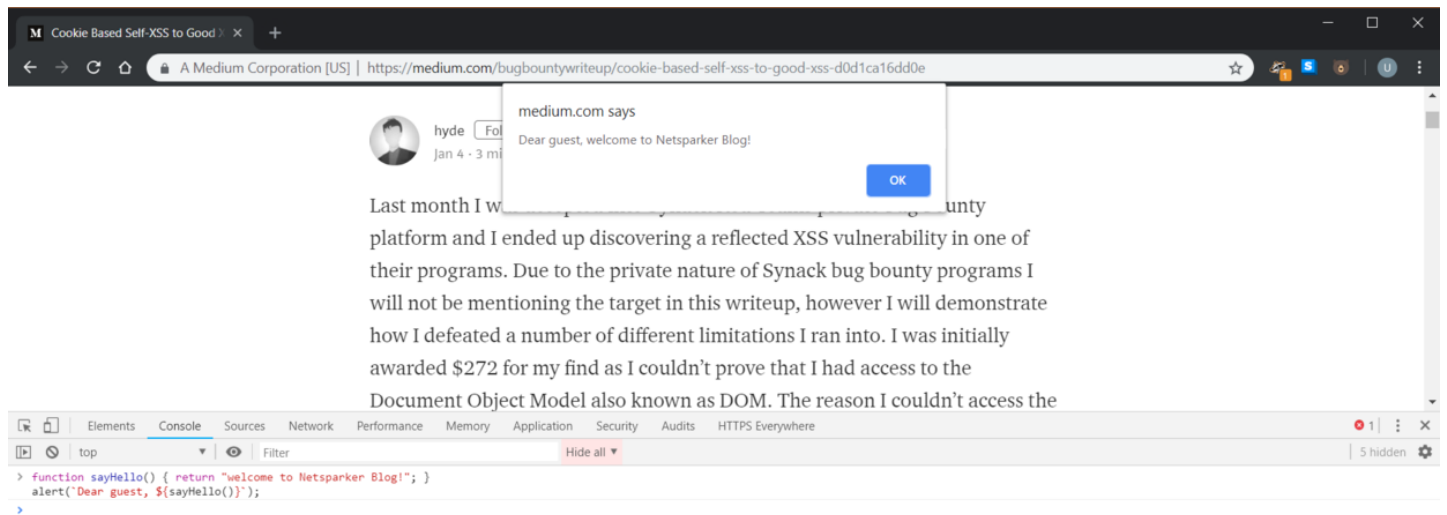 M Cookie Based Self-XSS to Good X
A Medium Corporation [US] | https://medium.com/bugbountywriteup/cookie-based-self-xss-to-good-xss-d0d1ca16dd0e
1 S U
medium.com says
Dear guest, welcome to Netsparker Blog!
OK
hyde Fol
Jan 4 · 3 mi
Last month I w unty
platform and I ended up discovering a reflected XSS vulnerability in one of
their programs. Due to the private nature of Synack bug bounty programs I
will not be mentioning the target in this writeup, however I will demonstrate
how I defeated a number of different limitations I ran into. I was initially
awarded $272 for my find as I couldn’t prove that I had access to the
Document Object Model also known as DOM. The reason I couldn’t access the
Elements Console Sources Network Performance Memory Application Security Audits HTTPS Everywhere 1
top Filter Hide all 5 hidden
> function sayHello() { return "welcome to Netsparker Blog!"; }
alert(`Dear guest, ${sayHello()}`);
>